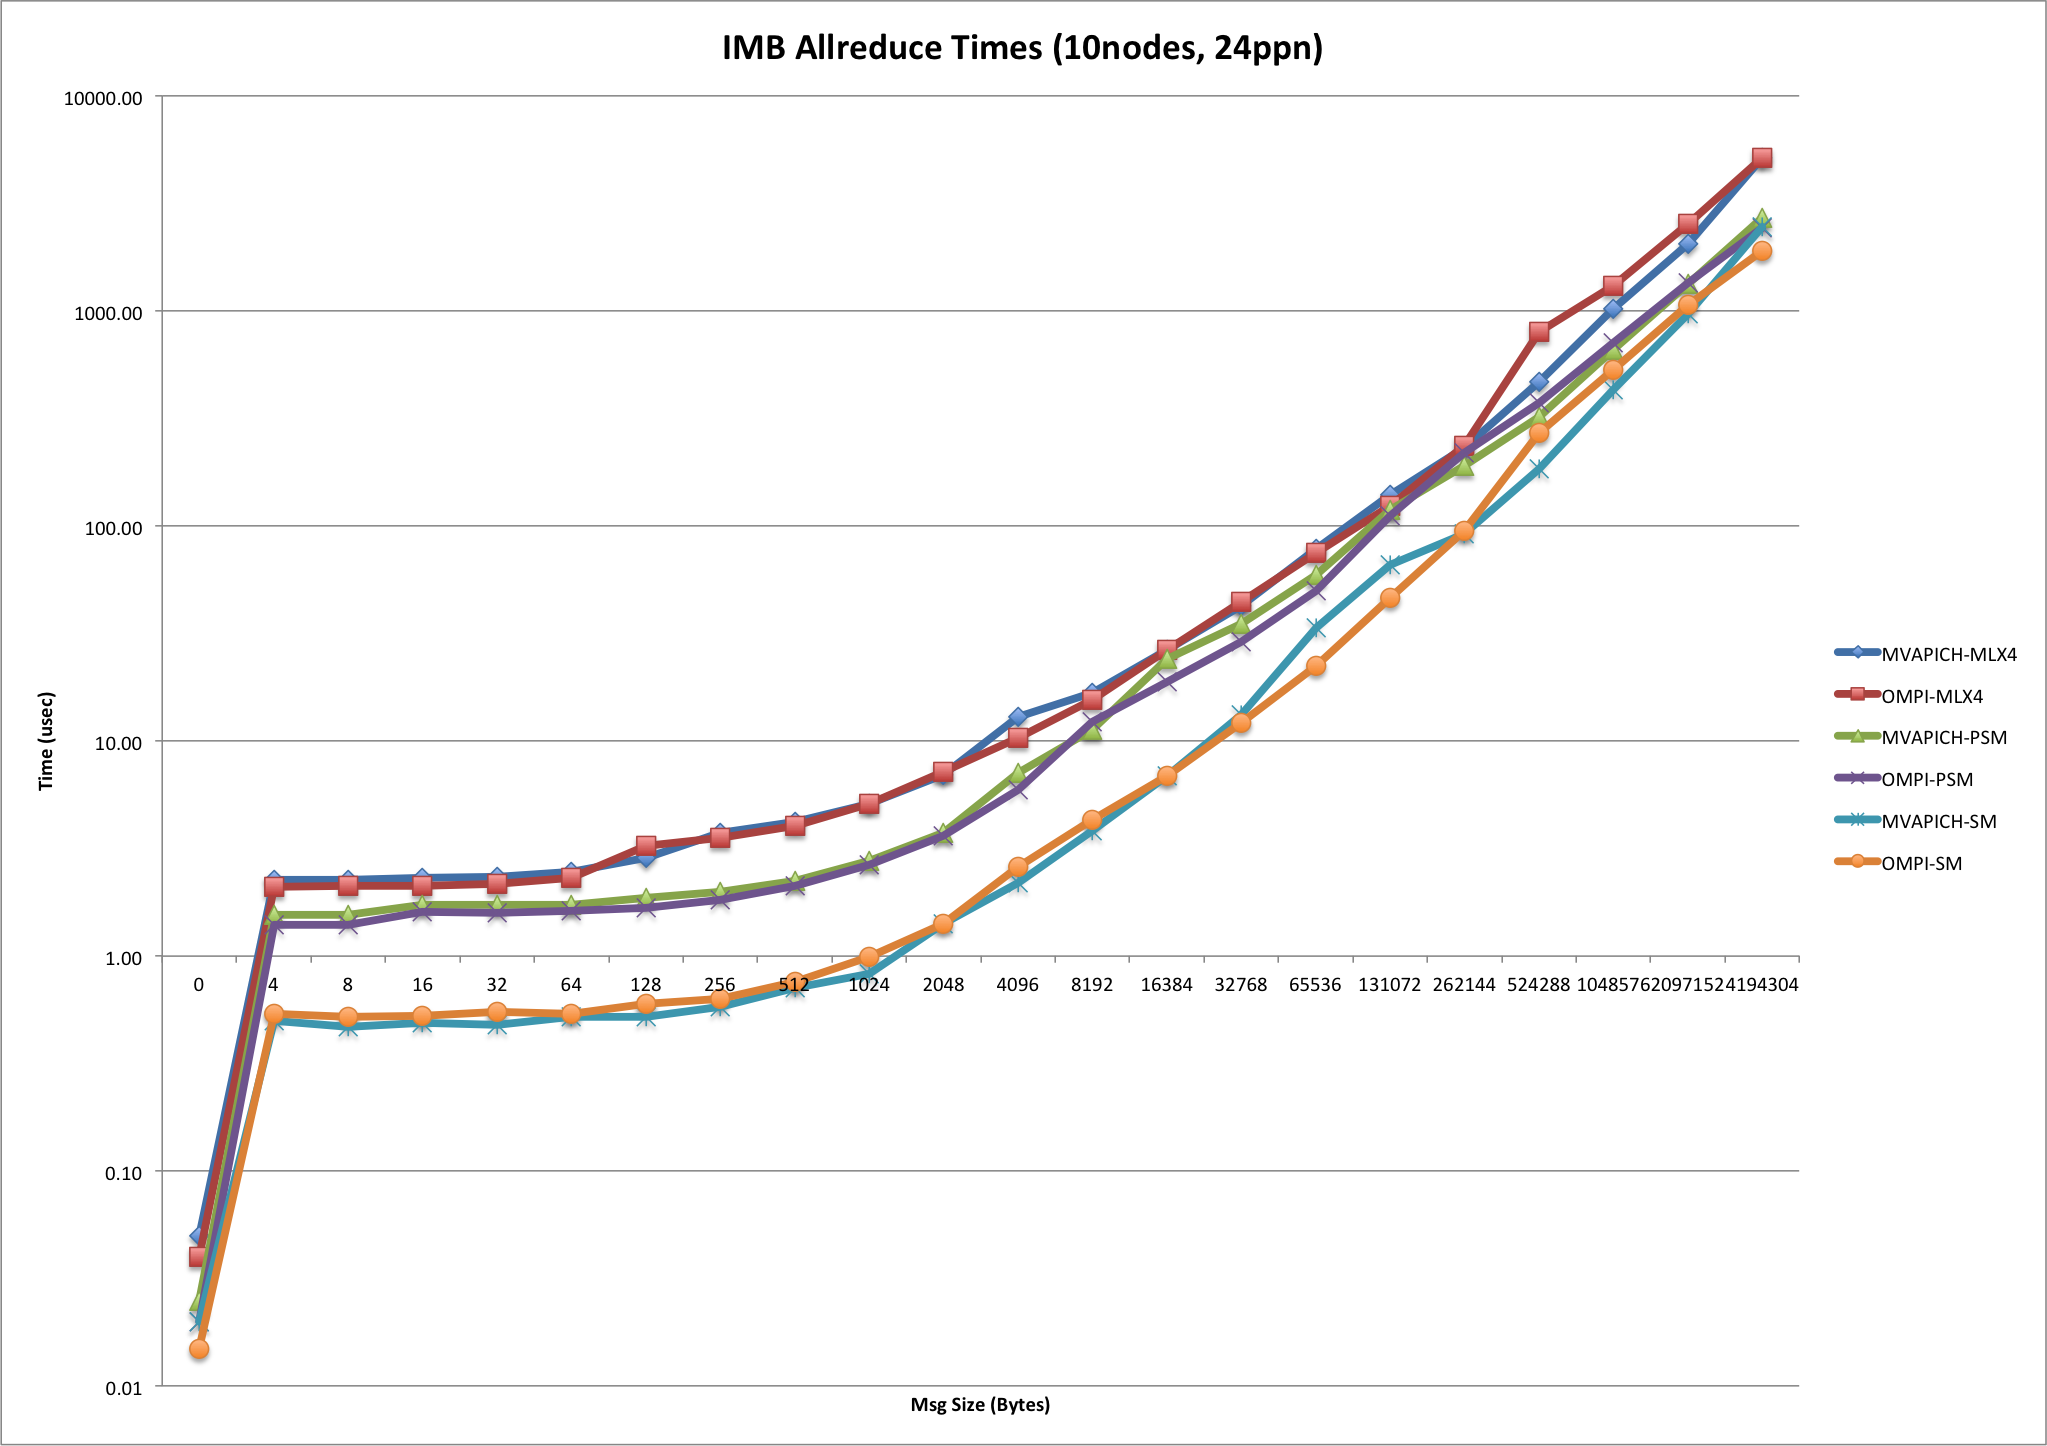 IMB Allreduce Times (10nodes, 24ppn)
10000.00
1000.00
100.00
10.00
1.00
0.10
0.01
Time (usec)
0 4 8 16 32 64 128 256 512 1024 2048 4096 8192 16384 32768 65536 131072 262144 524288 1048576 2097152 4194304
Msg Size (Bytes)
MVAPICH-MLX4
OMPI-MLX4
MVAPICH-PSM
OMPI-PSM
MVAPICH-SM
OMPI-SM